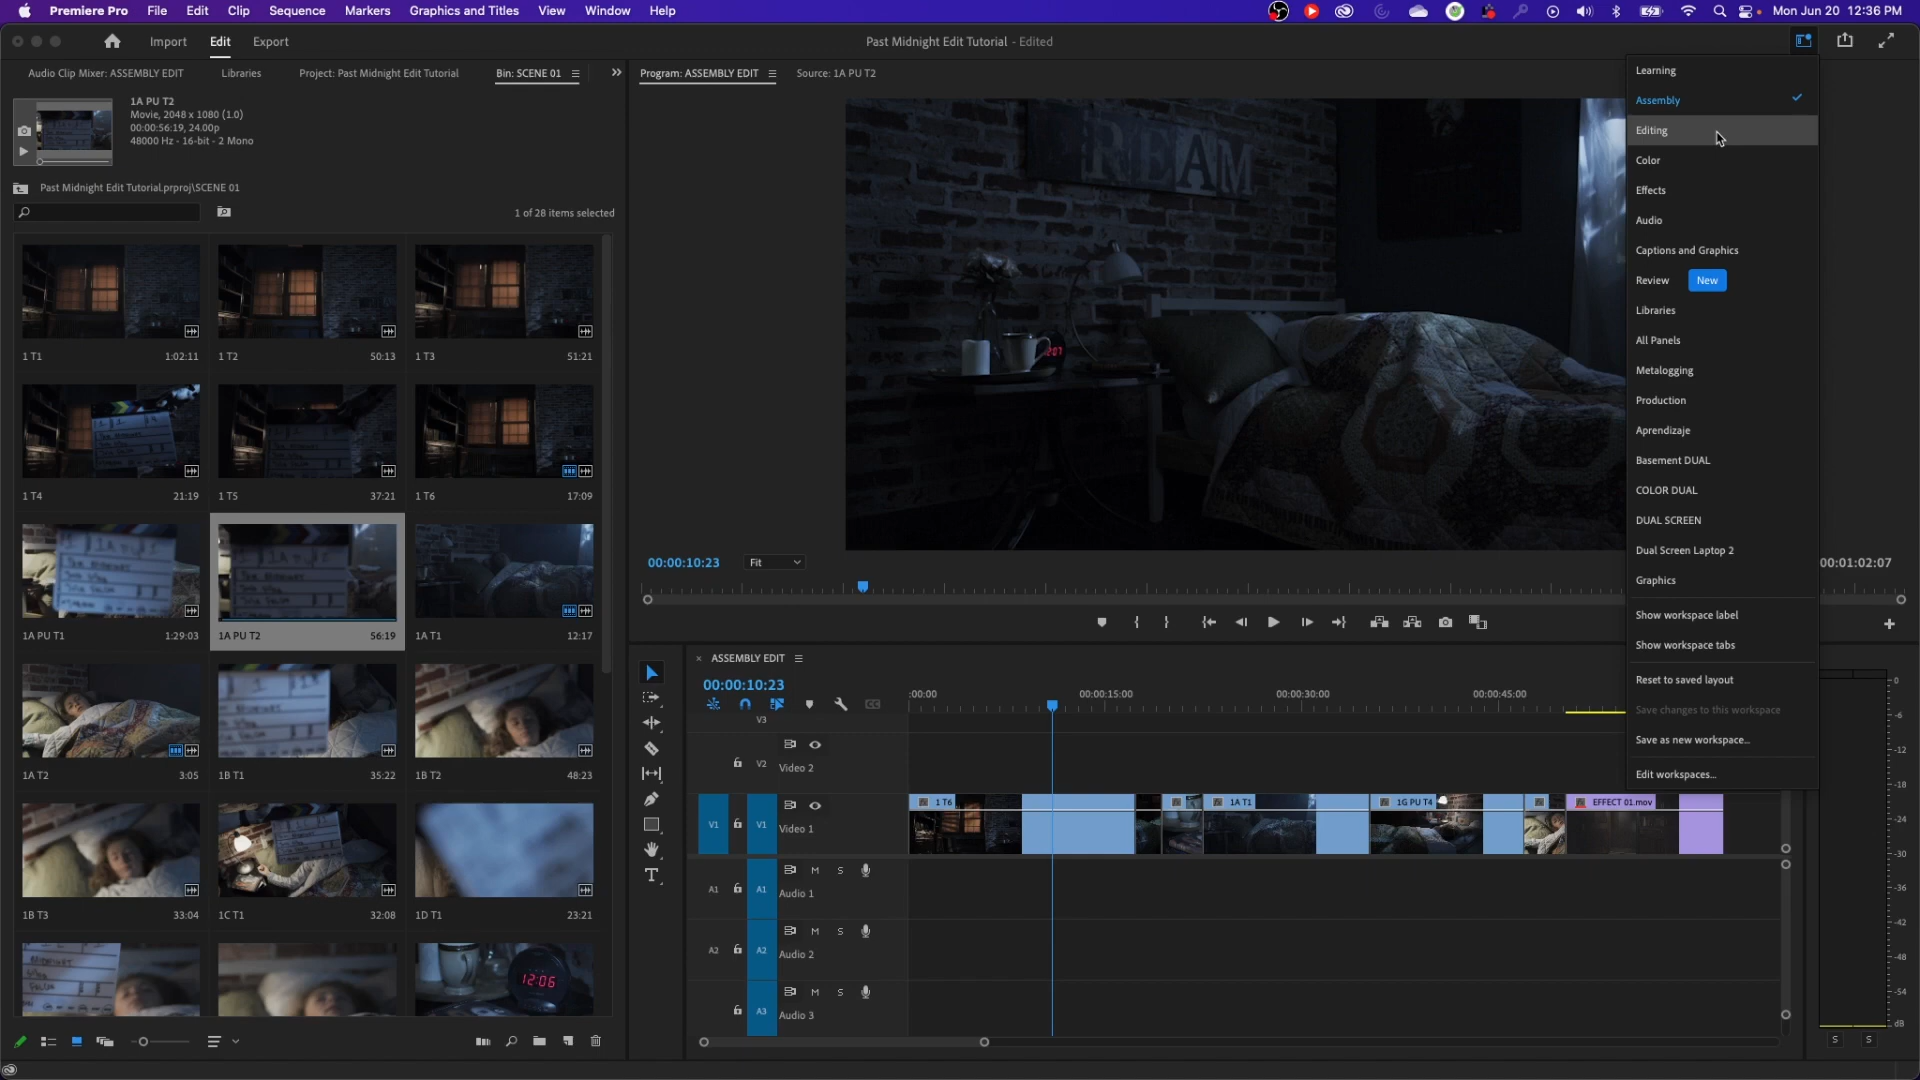 Premiere Pro File Edit Clip Sequence Markers Graphics and Titles View Window Help
Mon Jun 20 12:36 PM
Import Edit Export
Past Midnight Edit Tutorial - Edited
Audio Clip Mixer: ASSEMBLY EDIT Libraries Project: Past Midnight Edit Tutorial Bin: SCENE 01
Program: ASSEMBLY EDIT Source: 1A PU T2
1A PU T2
Movie, 2048 x 1080 (1.0)
00:00:56:19, 24.00p
48000 Hz - 16-bit - 2 Mono
Past Midnight Edit Tutorial.prproj\SCENE 01
1 of 28 items selected
1 T1 1:02:11
1 T2 50:13
1 T3 51:21
1 T4 21:19
1 T5 37:21
1 T6 17:09
1A PU T1 1:29:03
1A PU T2 56:19
1A T1 12:17
1A T2 3:05
1B T1 35:22
1B T2 48:23
1B T3 33:04
1C T1 32:08
1D T1 23:21
12:06
DREAM
00:00:10:23 Fit 00:01:02:07
Learning
Assembly
Editing
Color
Effects
Audio
Captions and Graphics
Review New
Libraries
All Panels
Metalogging
Production
Aprendizaje
Basement DUAL
COLOR DUAL
DUAL SCREEN
Dual Screen Laptop 2
Graphics
Show workspace label
Show workspace tabs
Reset to saved layout
Save changes to this workspace
Save as new workspace...
Edit workspaces...
ASSEMBLY EDIT
00:00:10:23
:00:00 00:00:15:00 00:00:30:00 00:00:45:00
V3
V2 Video 2
V1 V1 Video 1
1 T6 1A T1 1G PU T4 EFFECT 01.mov
M S
A1 A1 Audio 1
M S
A2 A2 Audio 2
M S
A3 Audio 3
0
-6
-12
-18
-24
-30
-36
-42
-48
-54
dB
S S